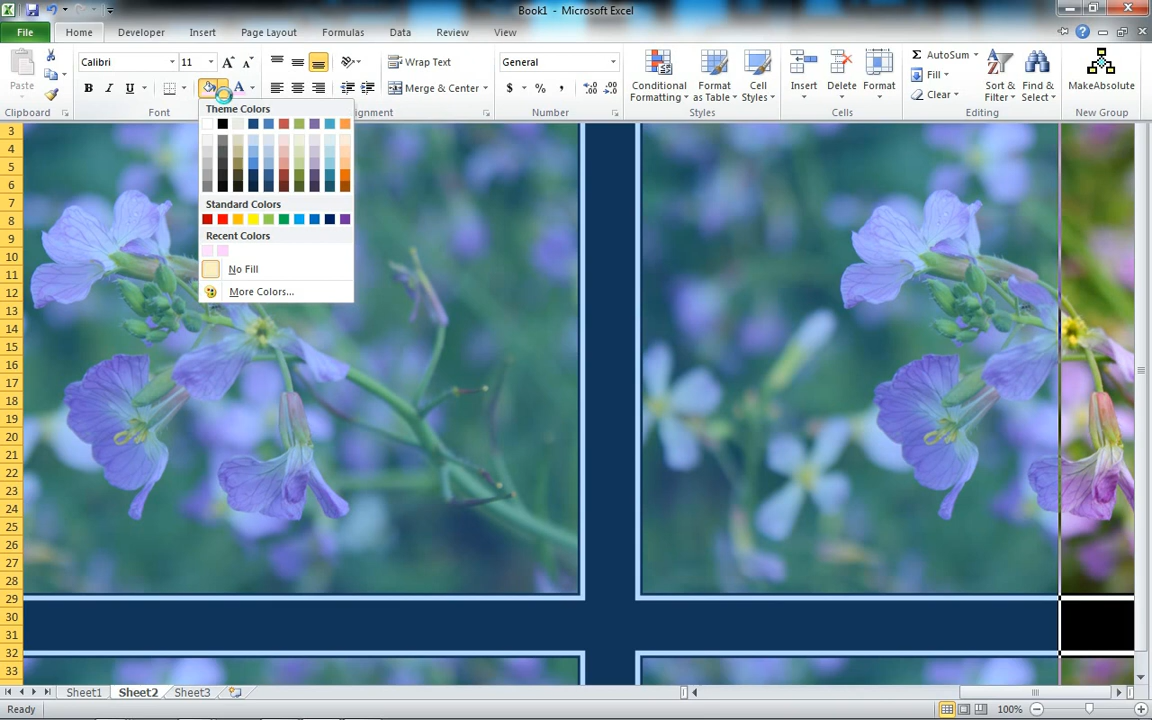 Book1 - Microsoft Excel
File Home Developer Insert Page Layout Formulas Data Review View
Paste
Calibri 11
B I U A
Wrap Text
Merge & Center
General
$ % ,
Conditional Formatting
Format as Table
Cell Styles
Insert
Delete
Format
AutoSum
Fill
Clear
Sort & Filter
Find & Select
MakeAbsolute
Clipboard Font Number Styles Cells Editing New Group
Theme Colors
Standard Colors
Recent Colors
No Fill
More Colors...
3
4
5
6
7
8
9
10
11
12
13
14
15
16
17
18
19
20
21
22
23
24
25
26
27
28
29
30
31
32
33
Sheet1 Sheet2 Sheet3
Ready 100%